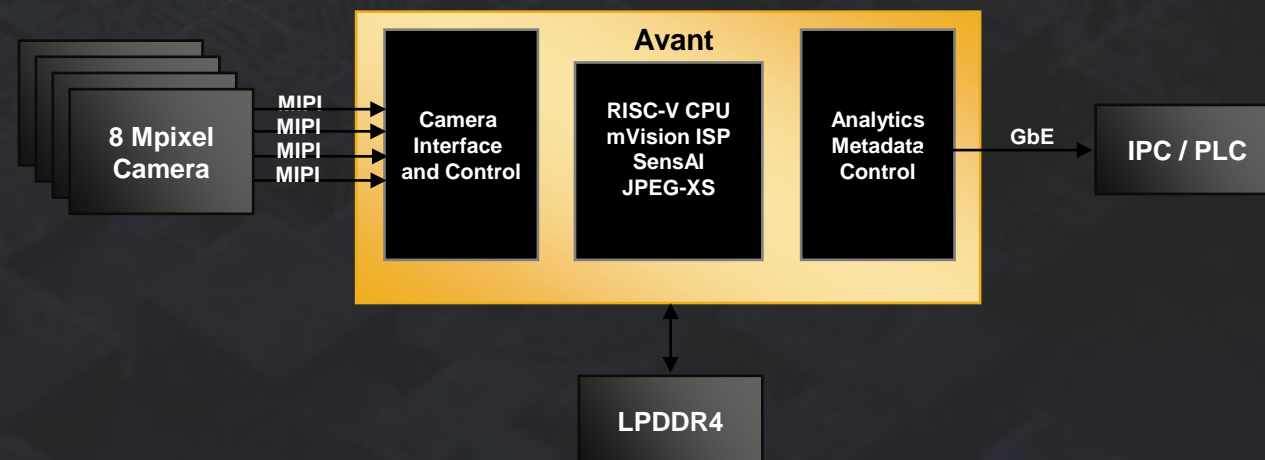 Avant
8 Mpixel
Camera
MIPI
MIPI
MIPI
MIPI
Camera
Interface
and Control
RISC-V CPU
mVision ISP
SensAI
JPEG-XS
Analytics
Metadata
Control
GbE
IPC / PLC
LPDDR4